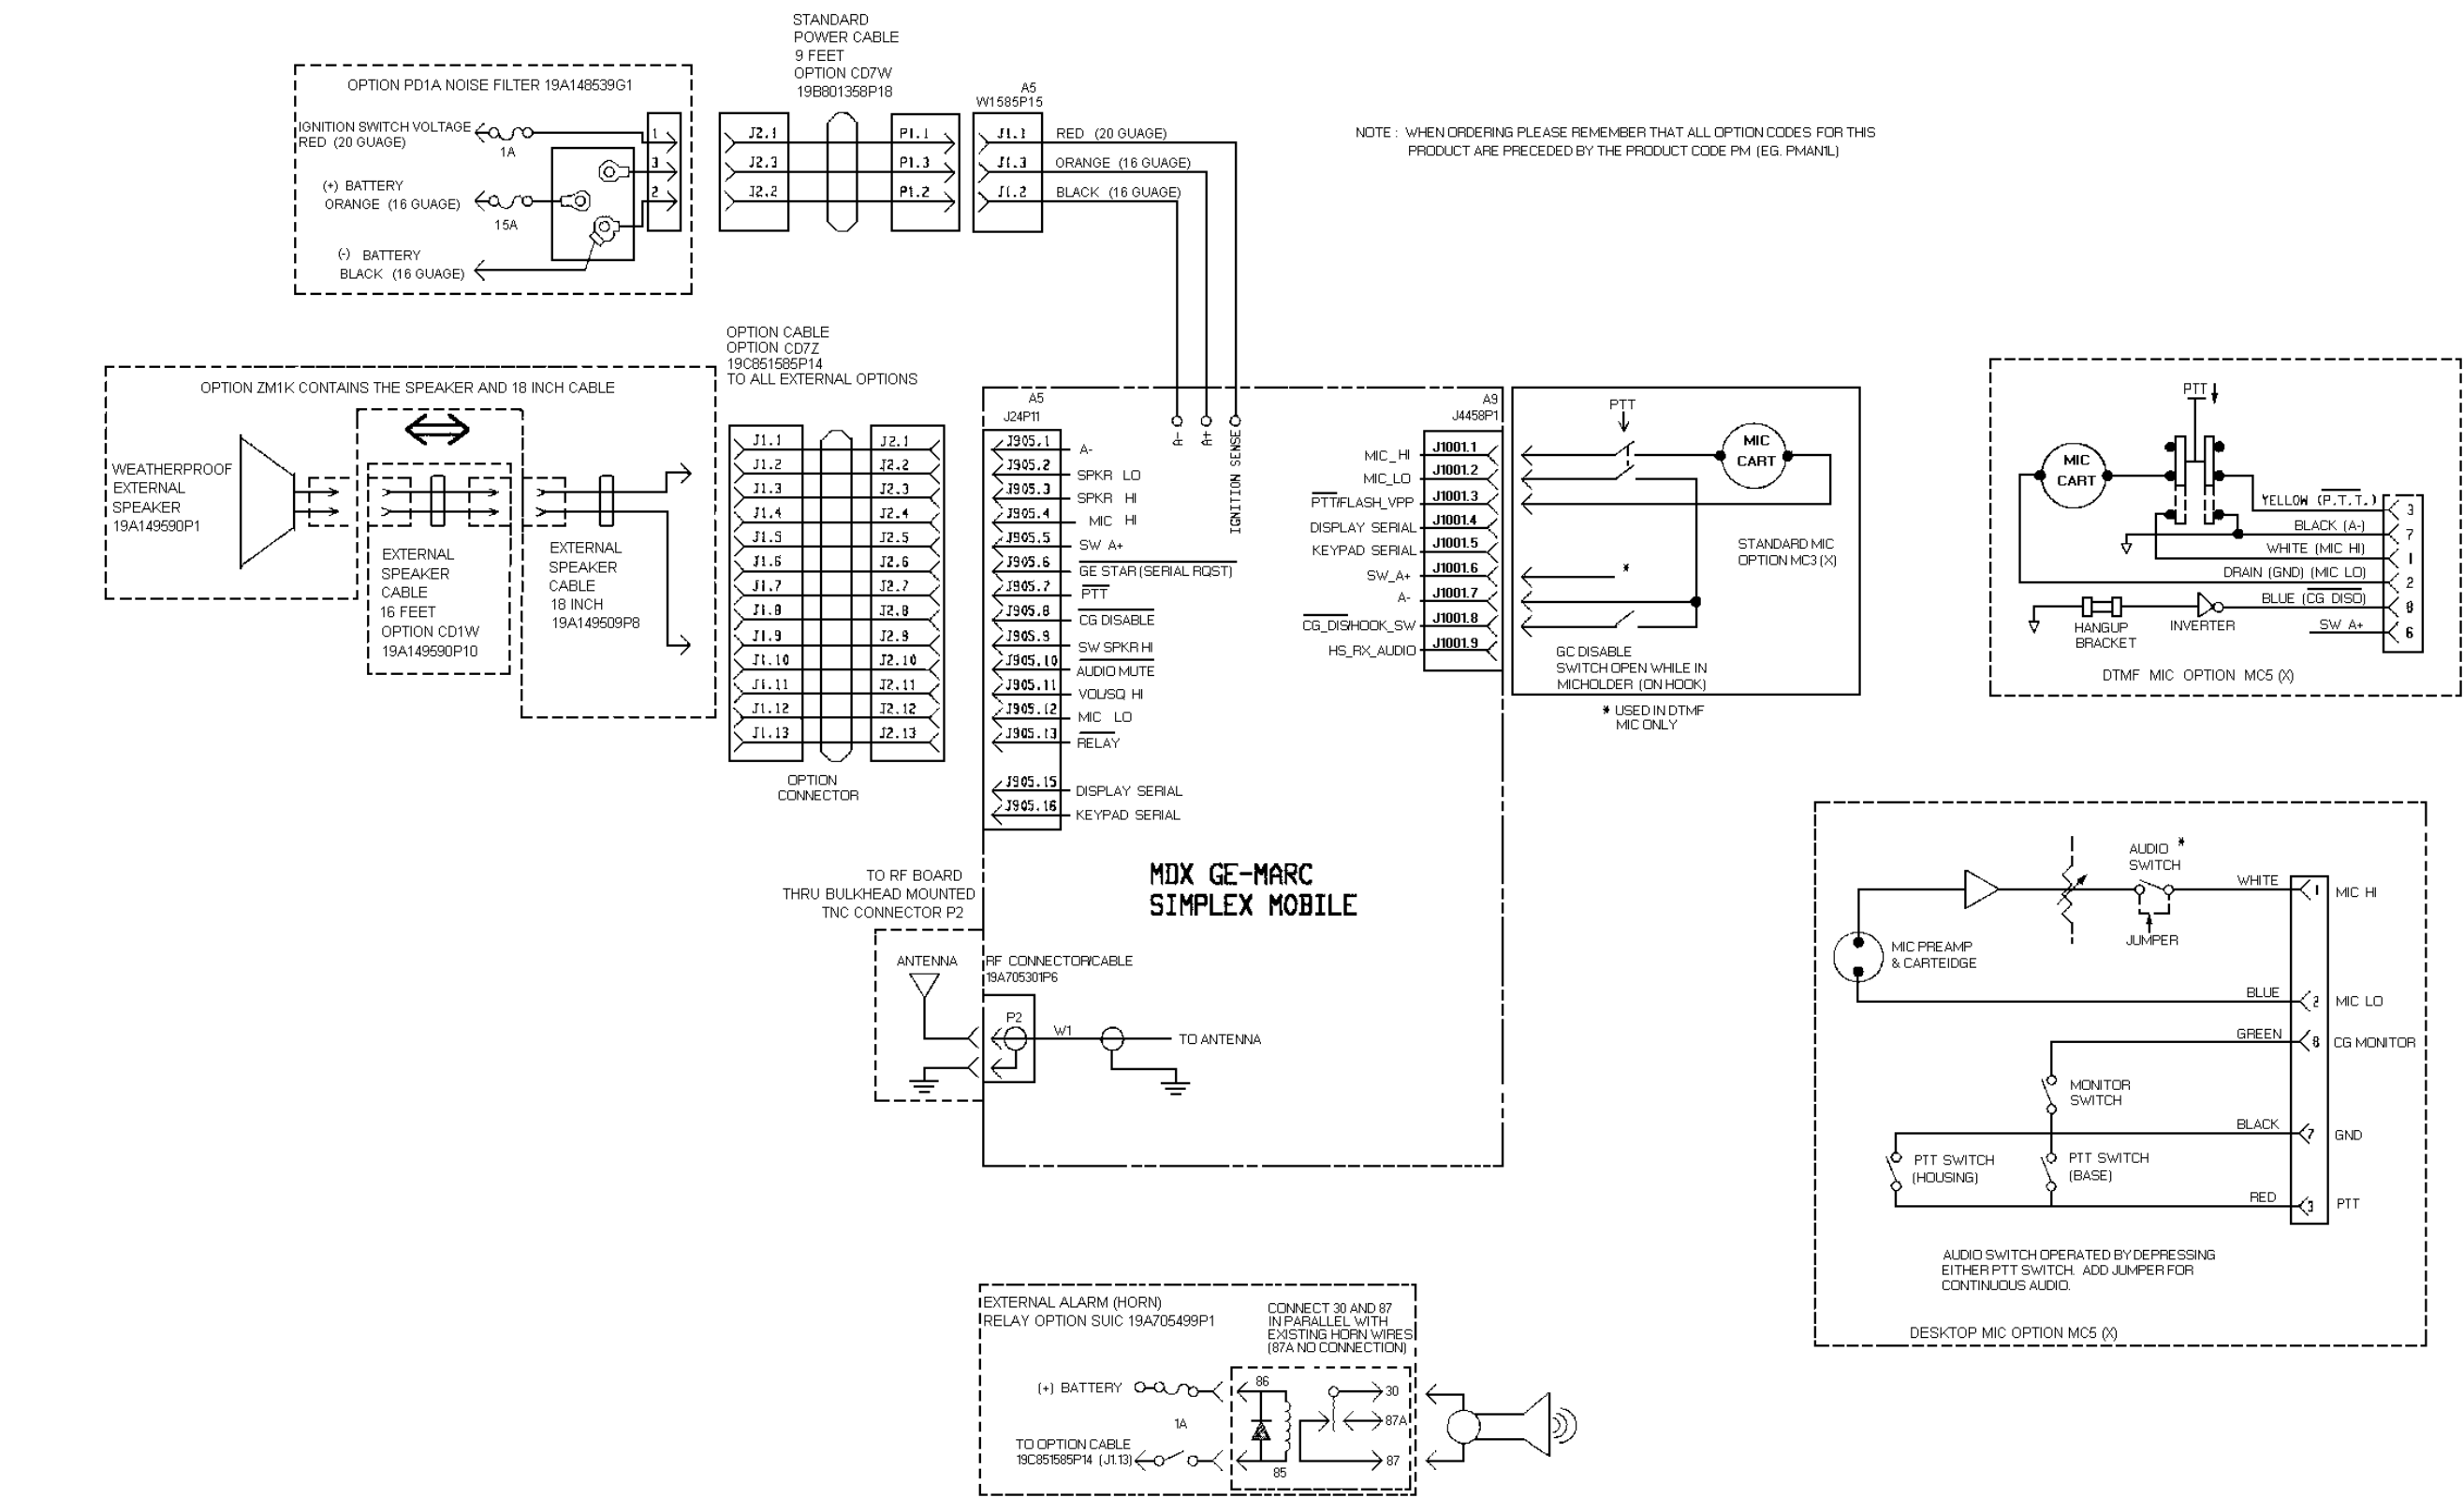 STANDARD
POWER CABLE
9 FEET
OPTION CD7W
19B801358P18
OPTION PD1A NOISE FILTER 19A148539G1
IGNITION SWITCH VOLTAGE
RED (20 GUAGE)
1A
(+) BATTERY
ORANGE (16 GUAGE)
15A
(-) BATTERY
BLACK (16 GUAGE)
1
3
2
J2.1
J2.3
J2.2
P1.1
P1.3
P1.2
A5
W1585P15
J1.1
J1.3
J1.2
RED (20 GUAGE)
ORANGE (16 GUAGE)
BLACK (16 GUAGE)
NOTE : WHEN ORDERING PLEASE REMEMBER THAT ALL OPTION CODES FOR THIS
PRODUCT ARE PRECEDED BY THE PRODUCT CODE PM (EG. PMAN1L)
OPTION CABLE
OPTION CD7Z
19C851585P14
TO ALL EXTERNAL OPTIONS
OPTION ZM1K CONTAINS THE SPEAKER AND 18 INCH CABLE
WEATHERPROOF
EXTERNAL
SPEAKER
19A149590P1
EXTERNAL
SPEAKER
CABLE
16 FEET
OPTION CD1W
19A149590P10
EXTERNAL
SPEAKER
CABLE
18 INCH
19A149509P8
J1.1
J1.2
J1.3
J1.4
J1.5
J1.6
J1.7
J1.8
J1.9
J1.10
J1.11
J1.12
J1.13
J2.1
J2.2
J2.3
J2.4
J2.5
J2.6
J2.7
J2.8
J2.9
J2.10
J2.11
J2.12
J2.13
OPTION
CONNECTOR
A5
J24P11
J905.1 A-
J905.2 SPKR LO
J905.3 SPKR HI
J905.4 MIC HI
J905.5 SW A+
J905.6 GE STAR (SERIAL RQST)
J905.7 PTT
J905.8 CG DISABLE
J905.9 SW SPKR HI
J905.10 AUDIO MUTE
J905.11 VOL/SQ HI
J905.12 MIC LO
J905.13 RELAY
J905.15 DISPLAY SERIAL
J905.16 KEYPAD SERIAL
A-
A+
IGNITION SENSE
A9
J4458P1
MIC_HI J1001.1
MIC_LO J1001.2
PTT/FLASH_VPP J1001.3
DISPLAY SERIAL J1001.4
KEYPAD SERIAL J1001.5
SW_A+ J1001.6
A- J1001.7
CG_DIS/HOOK_SW J1001.8
HS_RX_AUDIO J1001.9
PTT
MIC
CART
*
STANDARD MIC
OPTION MC3 (X)
GC DISABLE
SWITCH OPEN WHILE IN
MICHOLDER (ON HOOK)
* USED IN DTMF
MIC ONLY
PTT
MIC
CART
YELLOW (P.T.T.) 3
BLACK (A-) 7
WHITE (MIC HI) 1
DRAIN (GND) (MIC LO) 2
BLUE (CG DISO) 8
SW A+ 6
HANGUP
BRACKET
INVERTER
DTMF MIC OPTION MC5 (X)
MDX GE-MARC
SIMPLEX MOBILE
TO RF BOARD
THRU BULKHEAD MOUNTED
TNC CONNECTOR P2
ANTENNA
RF CONNECTOR/CABLE
19A705301P6
P2
W1
TO ANTENNA
AUDIO *
SWITCH
JUMPER
MIC PREAMP
& CARTEIDGE
WHITE 1 MIC HI
BLUE 2 MIC LO
GREEN 8 CG MONITOR
MONITOR
SWITCH
BLACK 7 GND
PTT SWITCH
(HOUSING)
PTT SWITCH
(BASE)
RED 3 PTT
AUDIO SWITCH OPERATED BY DEPRESSING
EITHER PTT SWITCH. ADD JUMPER FOR
CONTINUOUS AUDIO.
DESKTOP MIC OPTION MC5 (X)
EXTERNAL ALARM (HORN)
RELAY OPTION SUIC 19A705499P1
CONNECT 30 AND 87
IN PARALLEL WITH
EXISTING HORN WIRES
(87A NO CONNECTION)
(+) BATTERY
1A
TO OPTION CABLE
19C851585P14 (J1.13)
86
85
30
87A
87